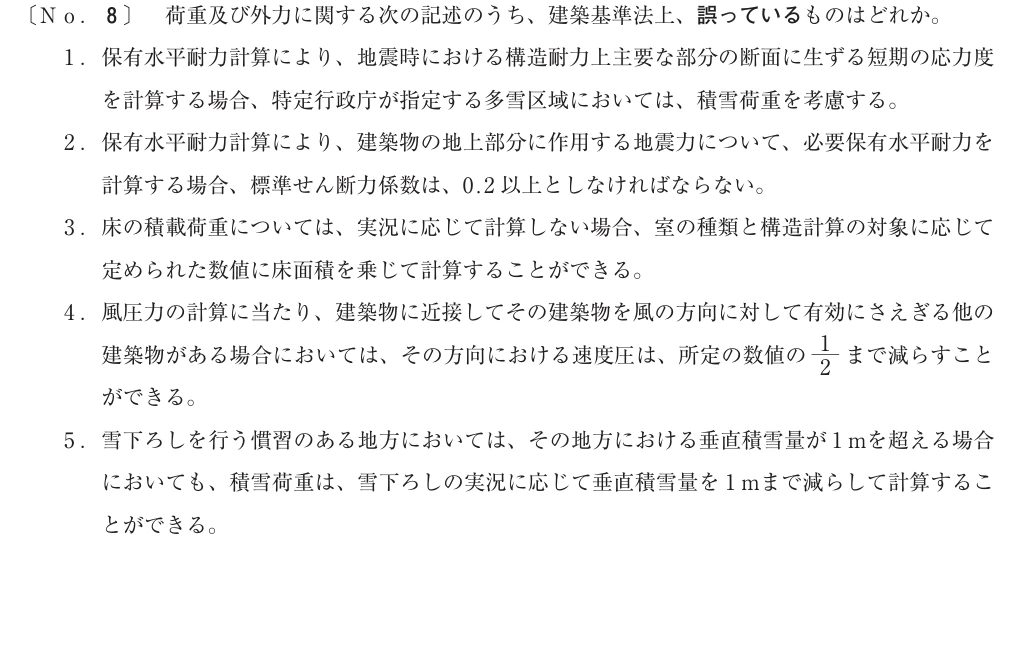 〔Ｎｏ．８〕　荷重及び外力に関する次の記述のうち、建築基準法上、誤っているものはどれか。
１．保有水平耐力計算により、地震時における構造耐力上主要な部分の断面に生ずる短期の応力度
を計算する場合、特定行政庁が指定する多雪区域においては、積雪荷重を考慮する。
２．保有水平耐力計算により、建築物の地上部分に作用する地震力について、必要保有水平耐力を
計算する場合、標準せん断力係数は、0.2 以上としなければならない。
３．床の積載荷重については、実況に応じて計算しない場合、室の種類と構造計算の対象に応じて
定められた数値に床面積を乗じて計算することができる。
４．風圧力の計算に当たり、建築物に近接してその建築物を風の方向に対して有効にさえぎる他の
建築物がある場合においては、その方向における速度圧は、所定の数値の 1/2 まで減らすこと
ができる。
５．雪下ろしを行う慣習のある地方においては、その地方における垂直積雪量が１ｍを超える場合
においても、積雪荷重は、雪下ろしの実況に応じて垂直積雪量を１ｍまで減らして計算するこ
とができる。